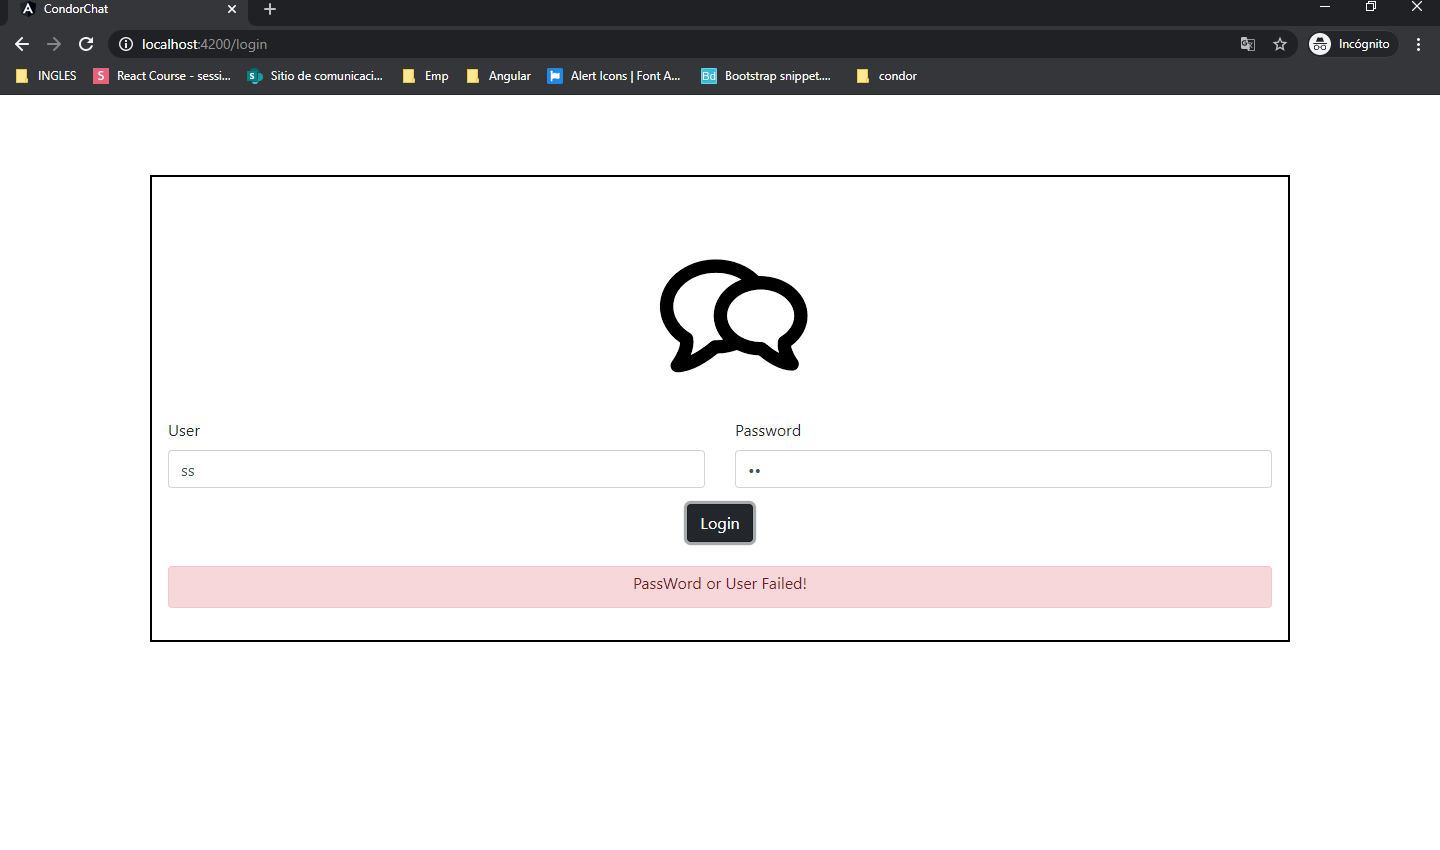 CondorChat
localhost:4200/login
Incógnito
INGLES
React Course - sessi...
Sitio de comunicaci...
Emp
Angular
Alert Icons | Font A...
Bootstrap snippet....
condor
User
Password
ss
••
Login
PassWord or User Failed!